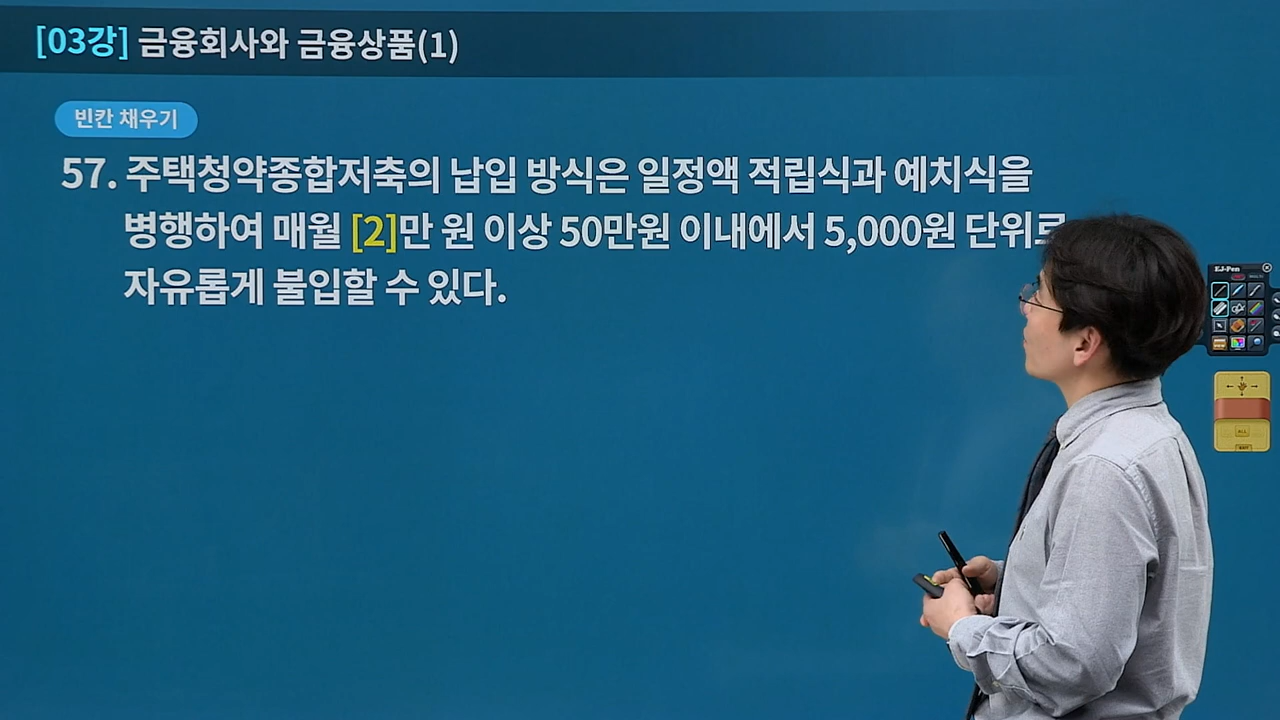 [03강] 금융회사와 금융상품(1)
빈칸 채우기
57. 주택청약종합저축의 납입 방식은 일정액 적립식과 예치식을
병행하여 매월 [2]만 원 이상 50만원 이내에서 5,000원 단위로
자유롭게 불입할 수 있다.
EJ-Pen
ALL
EXIT